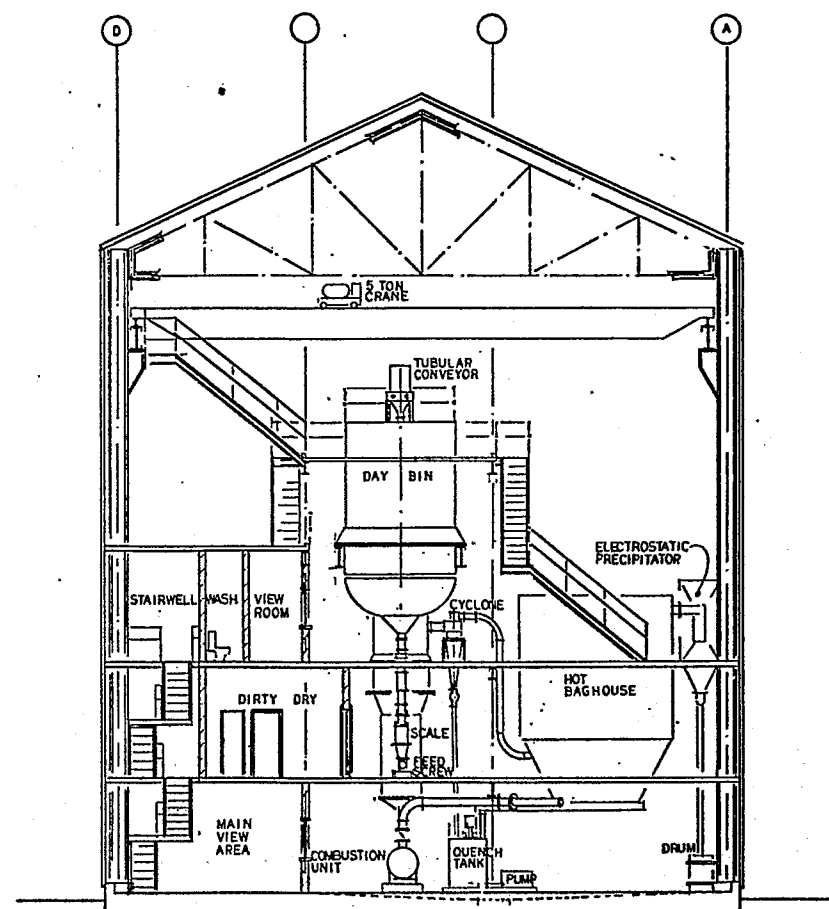 D
A
5 TON
CRANE
TUBULAR
CONVEYOR
DAY BIN
ELECTROSTATIC
PRECIPITATOR
STAIRWELL
WASH
VIEW
ROOM
CYCLONE
HOT
BAGHOUSE
DIRTY DRY
SCALE
FEED
SCREW
MAIN
VIEW
AREA
COMBUSTION
UNIT
QUENCH
TANK
PUMP
DRUM